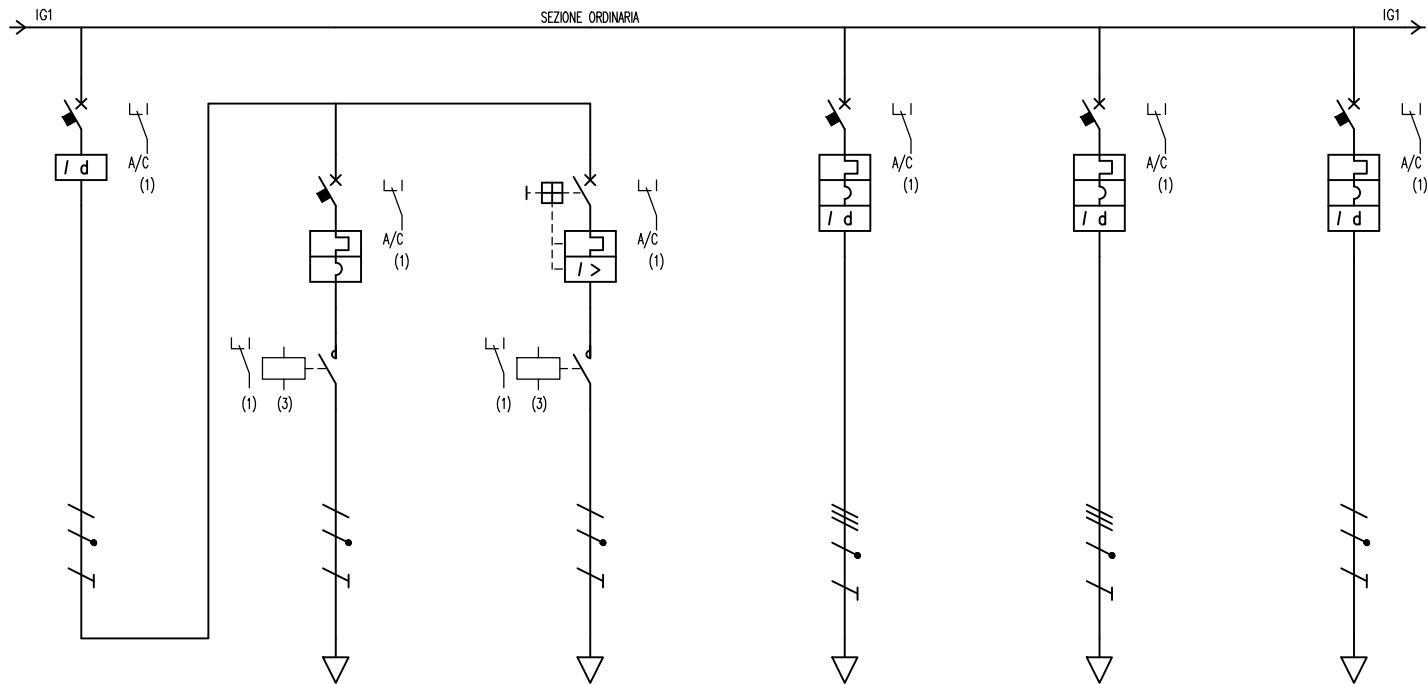 IG1 SEZIONE ORDINARIA IG1
I d
A/C
(1)
A/C
(1)
(1) (3)
I >
A/C
(1)
(1) (3)
I d
A/C
(1)
I d
A/C
(1)
I d
A/C
(1)